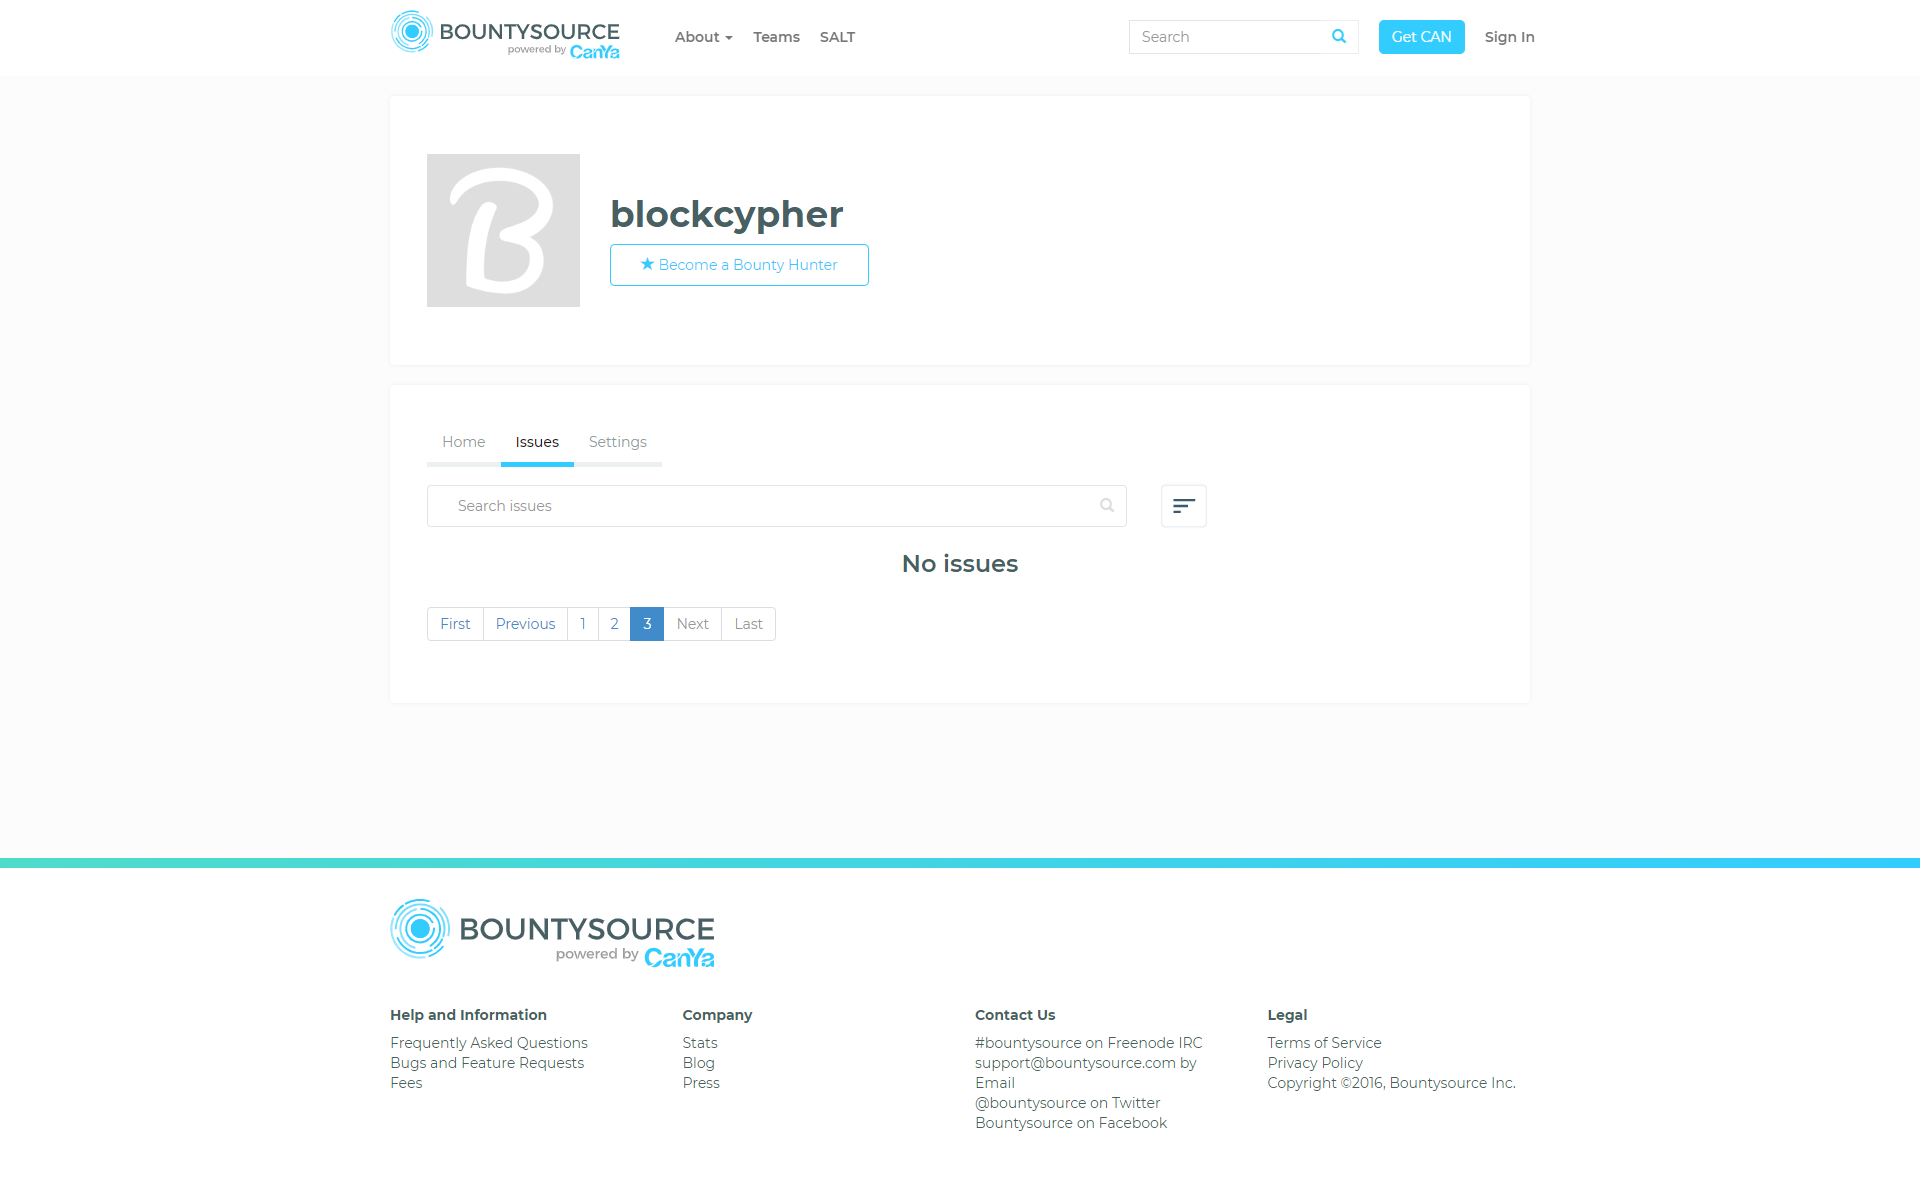 BOUNTYSOURCE
powered by CanYa
About
Teams
SALT
Search
Get CAN
Sign In
B
blockcypher
Become a Bounty Hunter
Home
Issues
Settings
Search issues
No issues
First
Previous
1
2
3
Next
Last
BOUNTYSOURCE
powered by CanYa
Help and Information
Frequently Asked Questions
Bugs and Feature Requests
Fees
Company
Stats
Blog
Press
Contact Us
#bountysource on Freenode IRC
support@bountysource.com by
Email
@bountysource on Twitter
Bountysource on Facebook
Legal
Terms of Service
Privacy Policy
Copyright ©2016, Bountysource Inc.